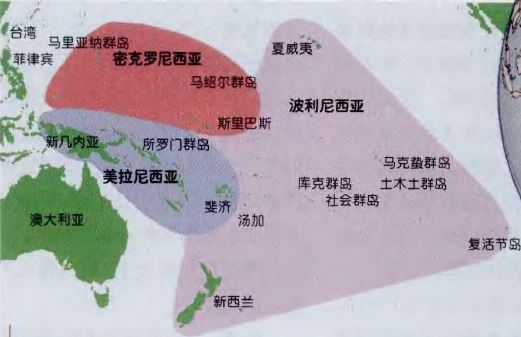 台湾
菲律宾
马里亚纳群岛
密克罗尼西亚
夏威夷
马绍尔群岛
斯里巴斯
波利尼西亚
新几内亚
所罗门群岛
美拉尼西亚
马克蛰群岛
库克群岛
土木土群岛
社会群岛
斐济
汤加
澳大利亚
复活节岛
新西兰